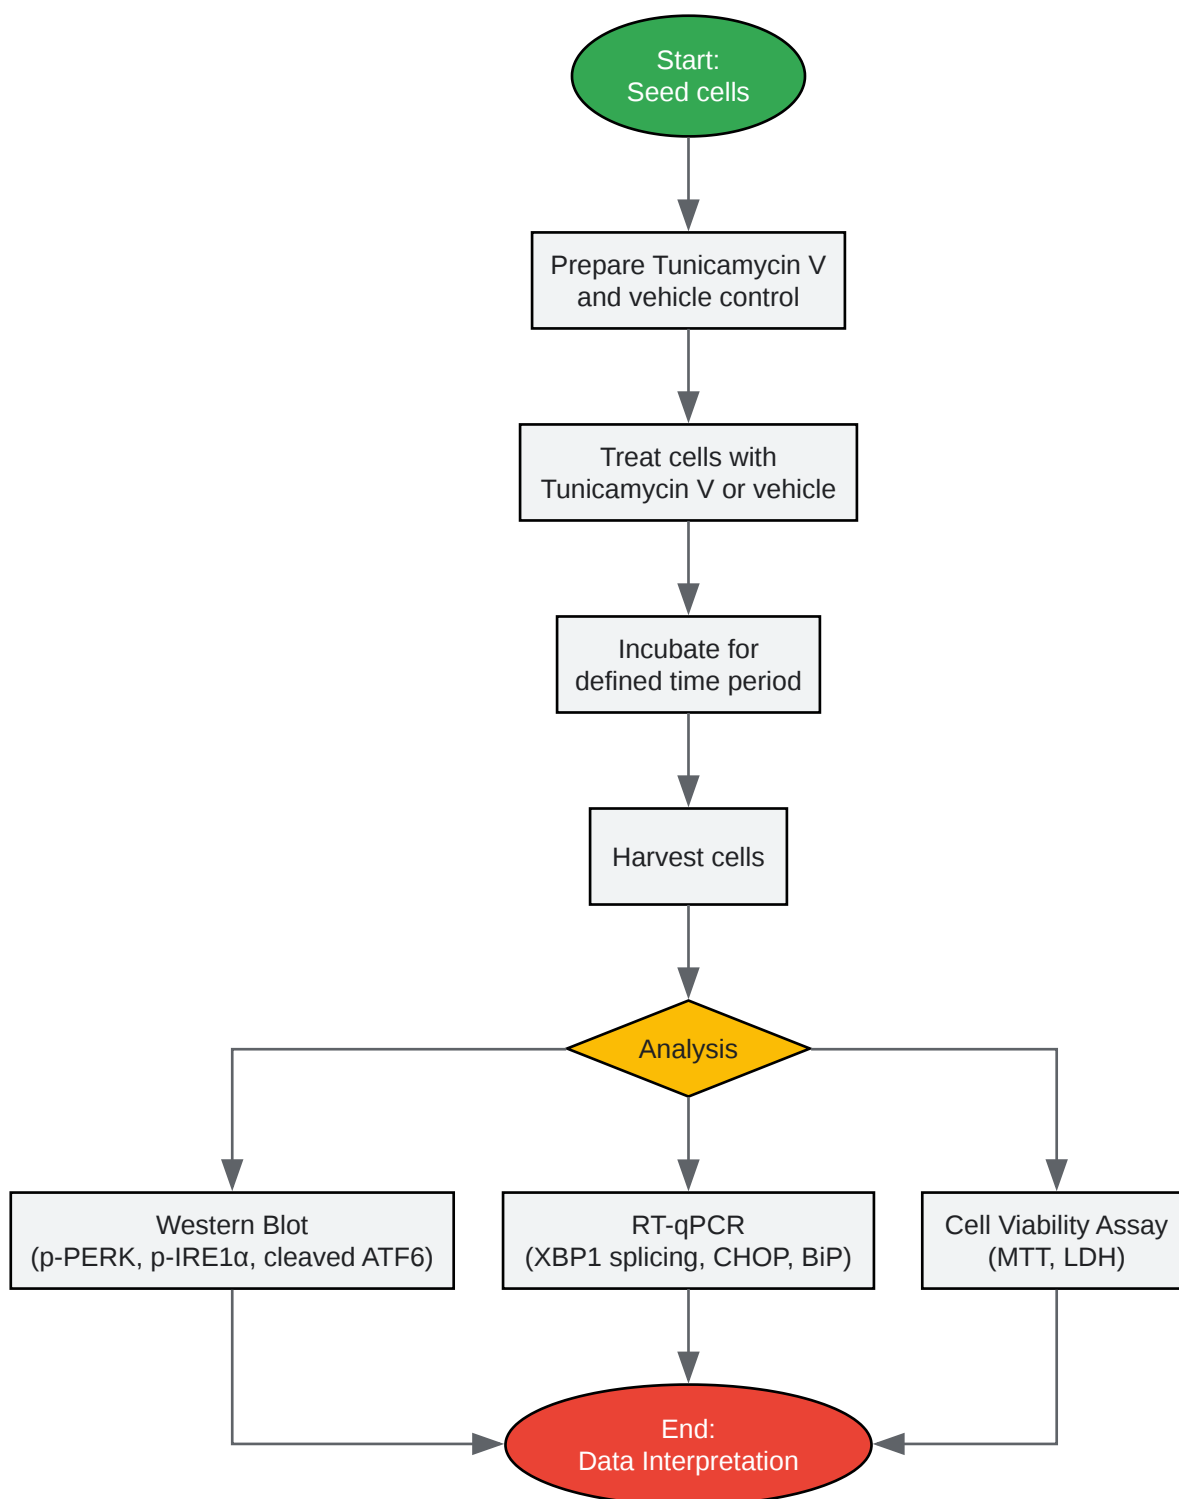 Start:
Seed cells
Prepare Tunicamycin V
and vehicle control
Treat cells with
Tunicamycin V or vehicle
Incubate for
defined time period
Harvest cells
Analysis
Western Blot
(p-PERK, p-IRE1α, cleaved ATF6)
RT-qPCR
(XBP1 splicing, CHOP, BiP)
Cell Viability Assay
(MTT, LDH)
End:
Data Interpretation